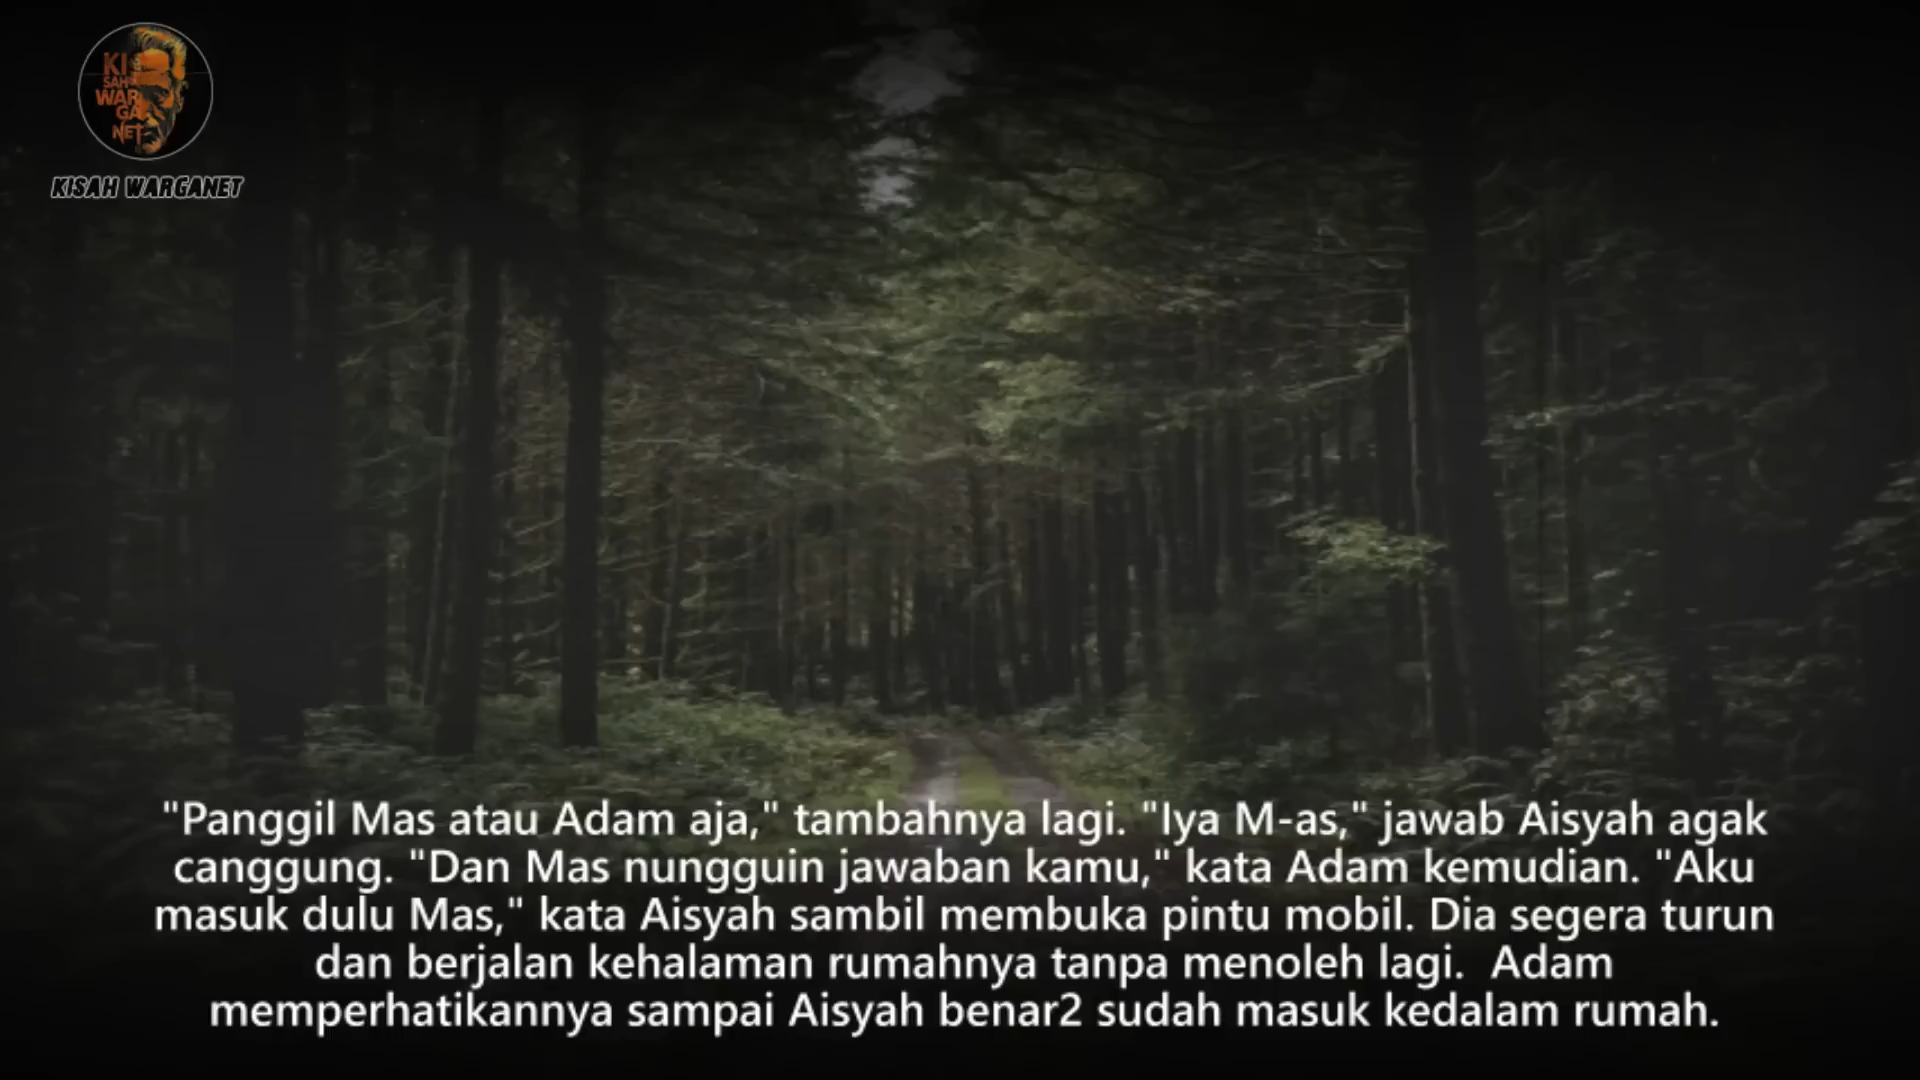 KI
SAH
WAR
GA
NET
KISAH WARGANET
"Panggil Mas atau Adam aja," tambahnya lagi. "Iya M-as," jawab Aisyah agak
canggung. "Dan Mas nungguin jawaban kamu," kata Adam kemudian. "Aku
masuk dulu Mas," kata Aisyah sambil membuka pintu mobil. Dia segera turun
dan berjalan kehalaman rumahnya tanpa menoleh lagi.  Adam
memperhatikannya sampai Aisyah benar2 sudah masuk kedalam rumah.